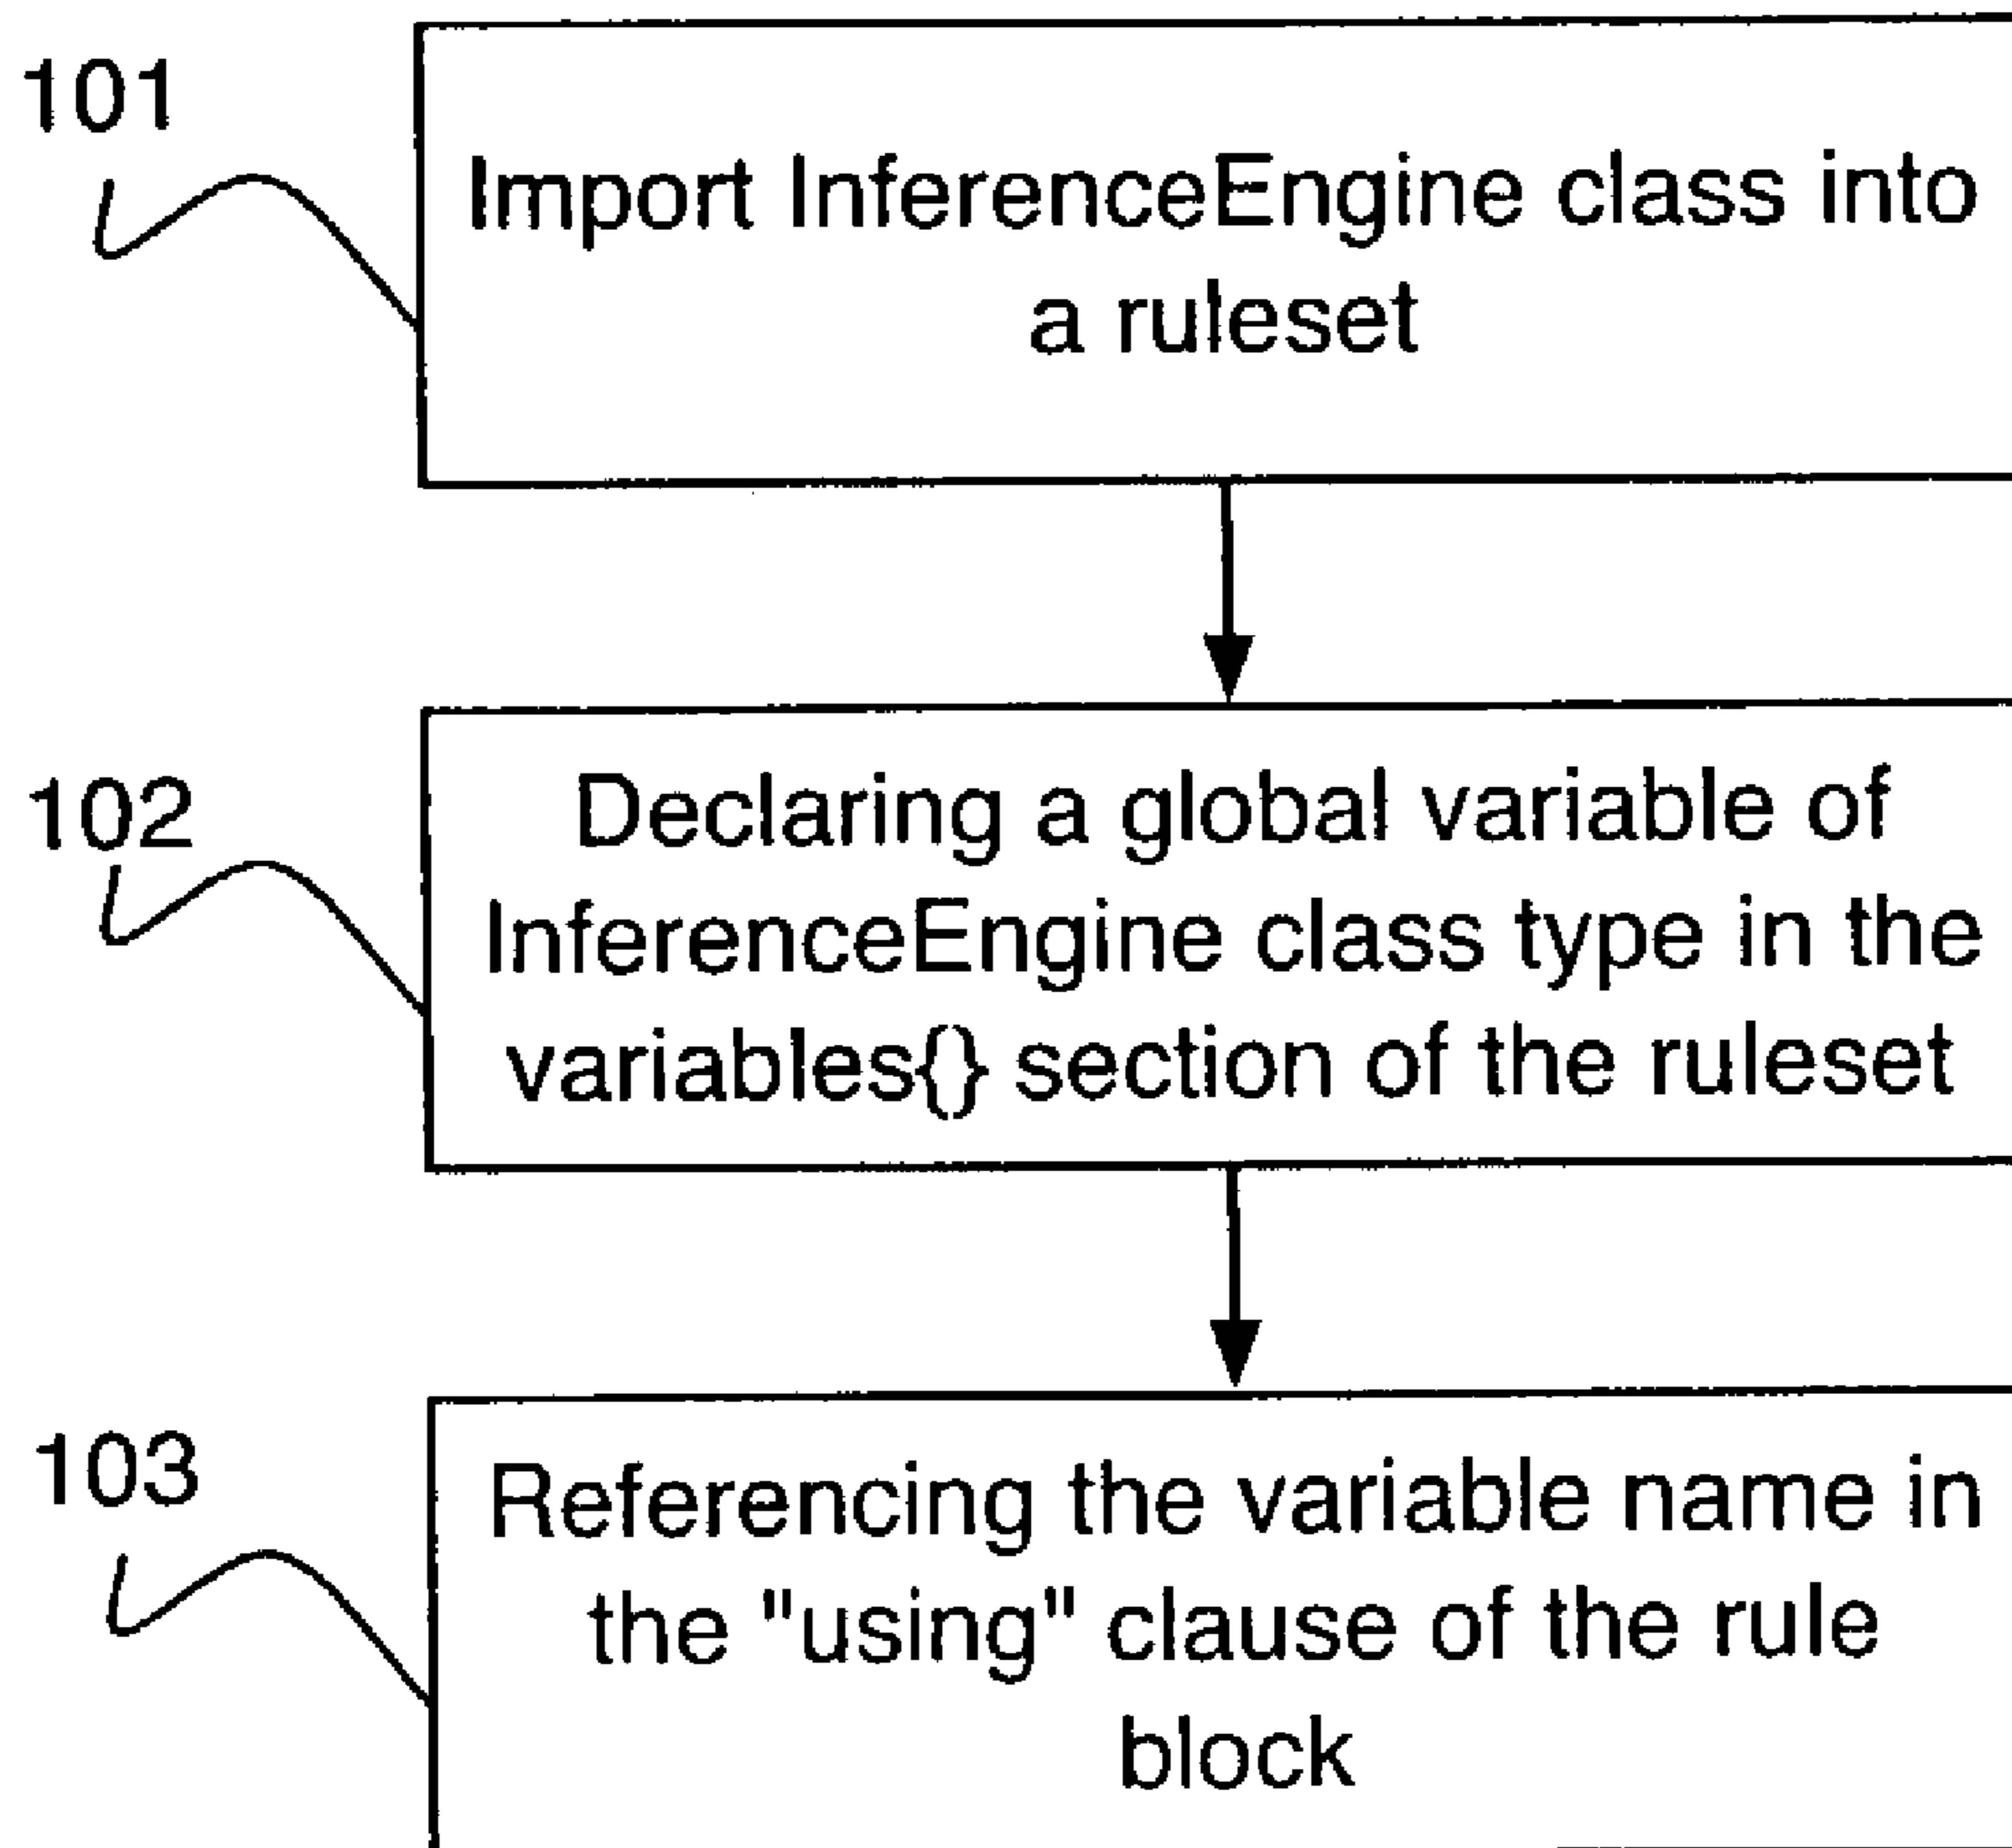 101
Import InferenceEngine class into
a ruleset
102
Declaring a global variable of
InferenceEngine class type in the
variables{} section of the ruleset
103
Referencing the variable name in
the "using" clause of the rule
block